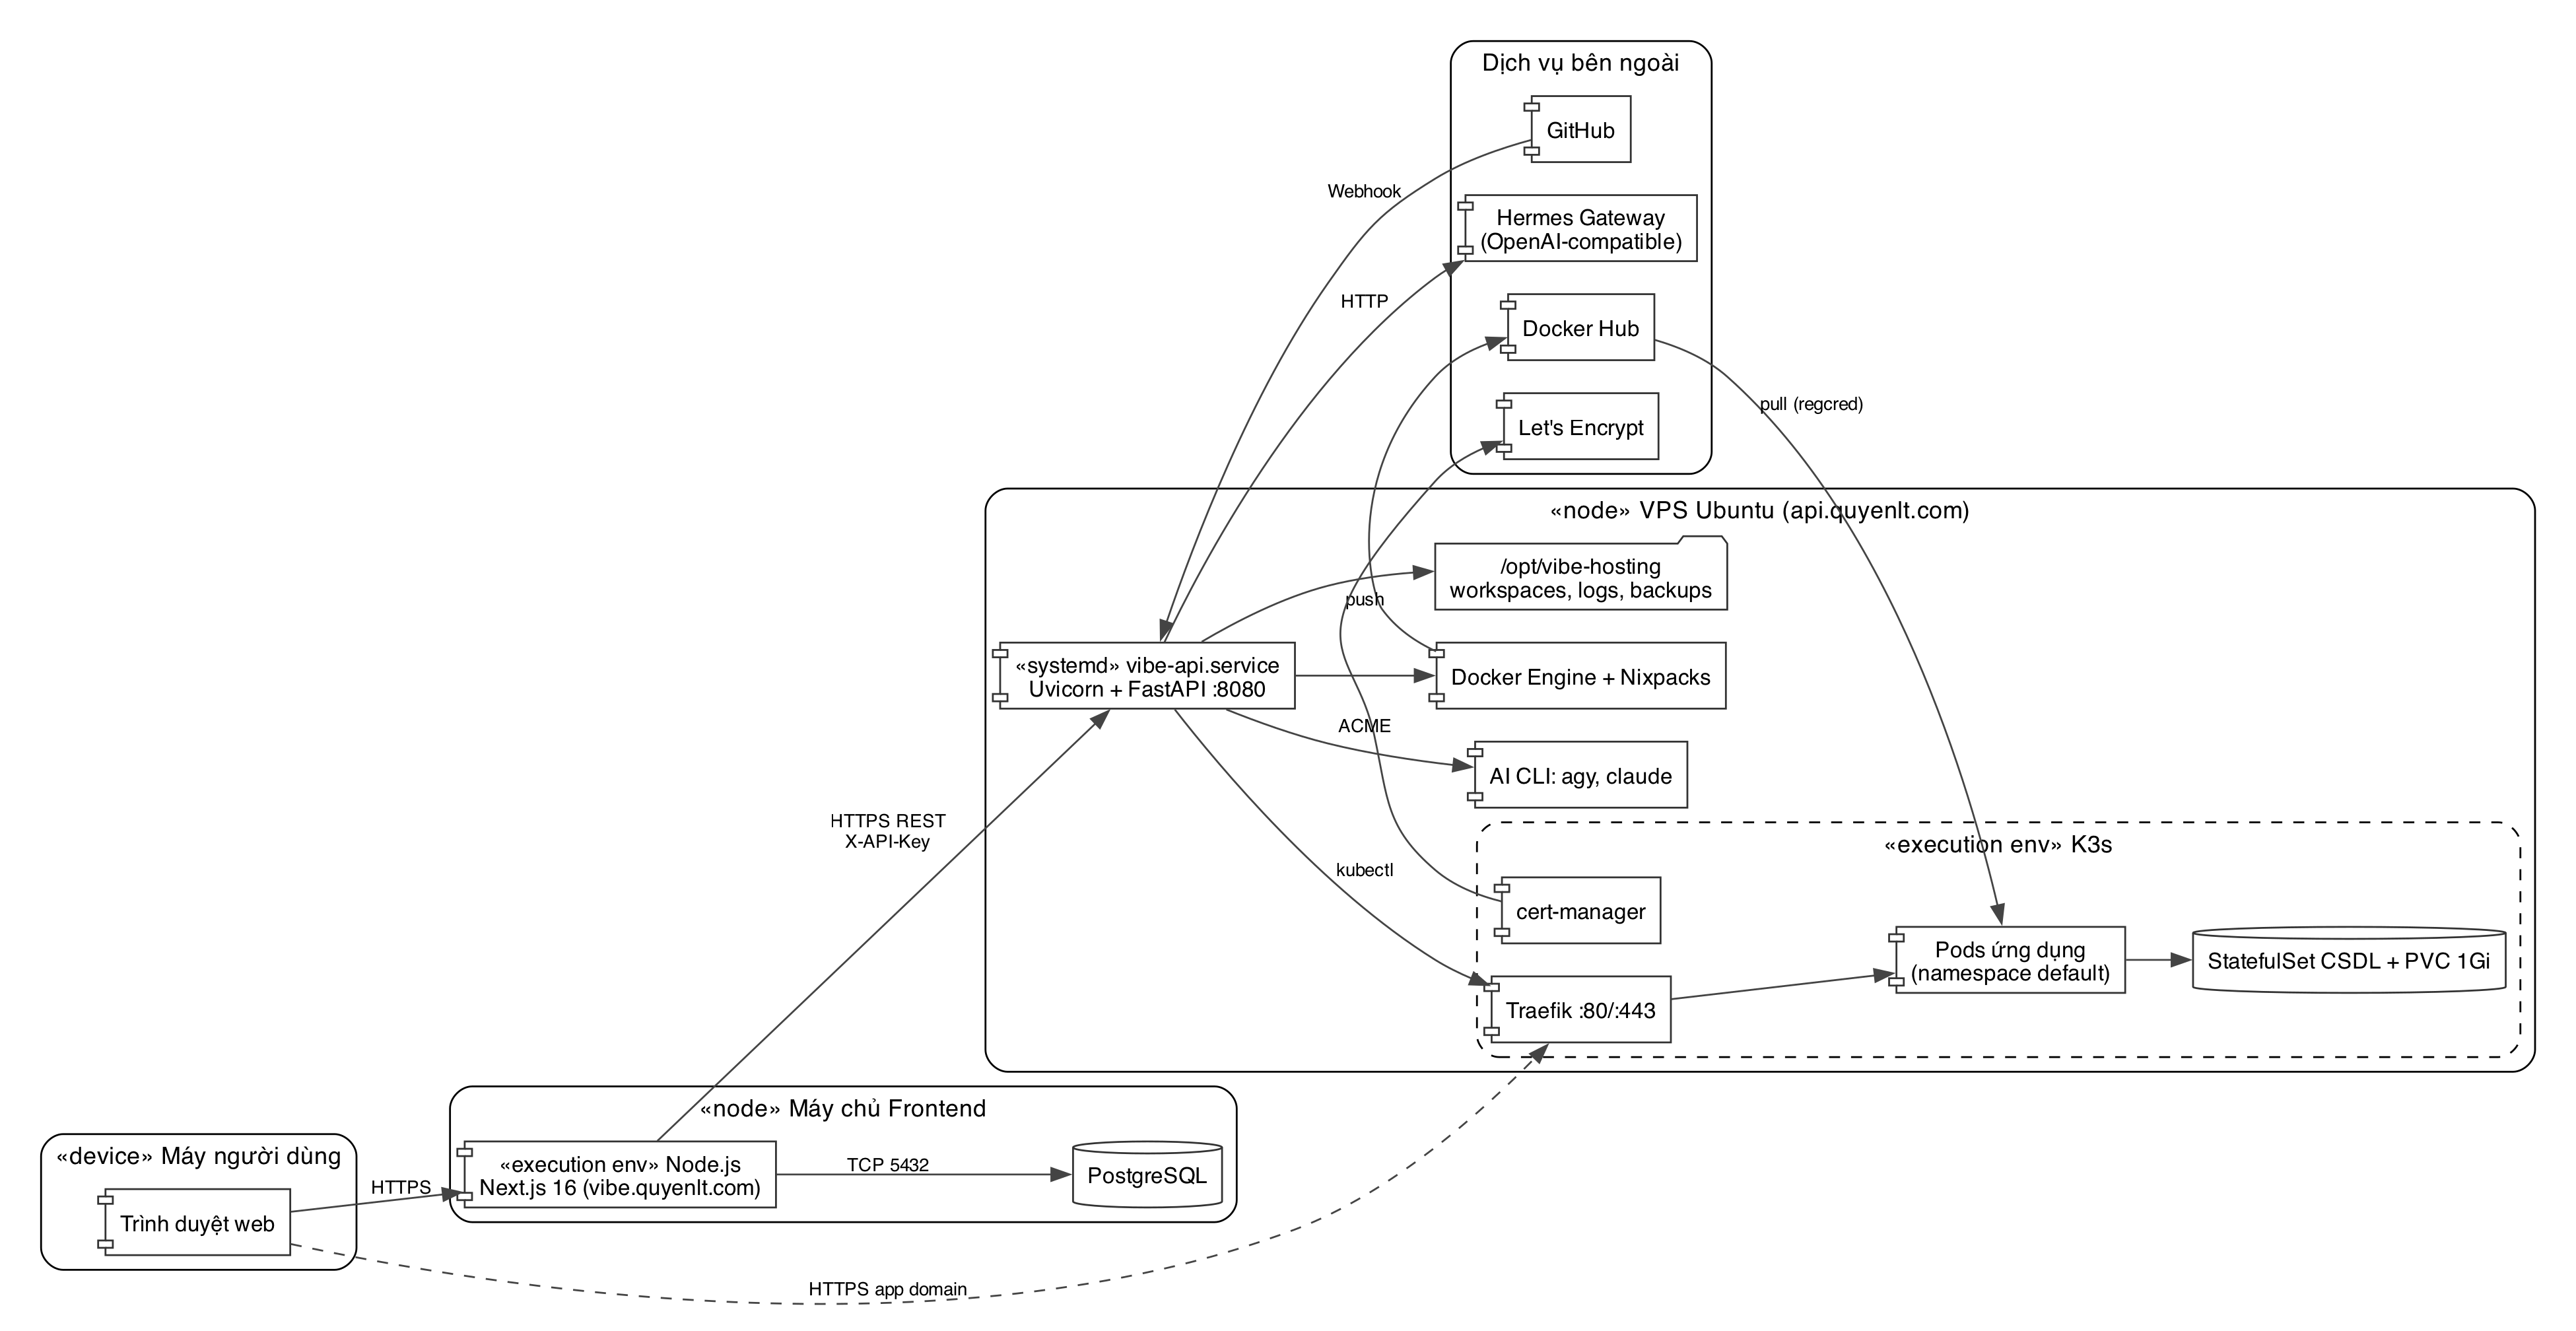 Dịch vụ bên ngoài
GitHub
Webhook
Hermes Gateway
(OpenAI-compatible)
HTTP
Docker Hub
pull (regcred)
Let's Encrypt
«node» VPS Ubuntu (api.quyenlt.com)
/opt/vibe-hosting
workspaces, logs, backups
push
«systemd» vibe-api.service
Uvicorn + FastAPI :8080
Docker Engine + Nixpacks
ACME
AI CLI: agy, claude
HTTPS REST
X-API-Key
kubectl
«execution env» K3s
cert-manager
Pods ứng dụng
(namespace default)
StatefulSet CSDL + PVC 1Gi
Traefik :80/:443
«node» Máy chủ Frontend
«device» Máy người dùng
«execution env» Node.js
Next.js 16 (vibe.quyenlt.com)
TCP 5432
PostgreSQL
HTTPS
Trình duyệt web
HTTPS app domain